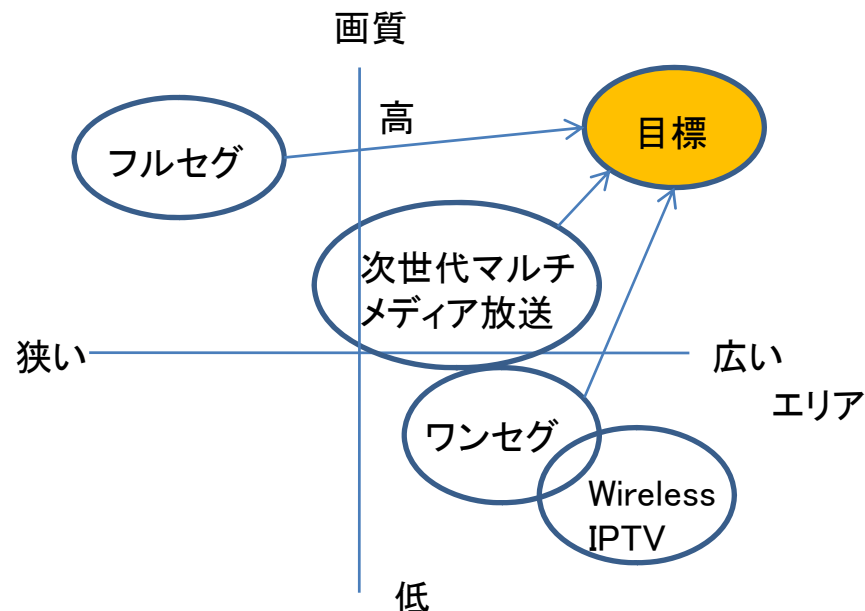 画質
高
目標
フルセグ
次世代マルチ
メディア放送
狭い
広い
エリア
ワンセグ
Wireless
IPTV
低